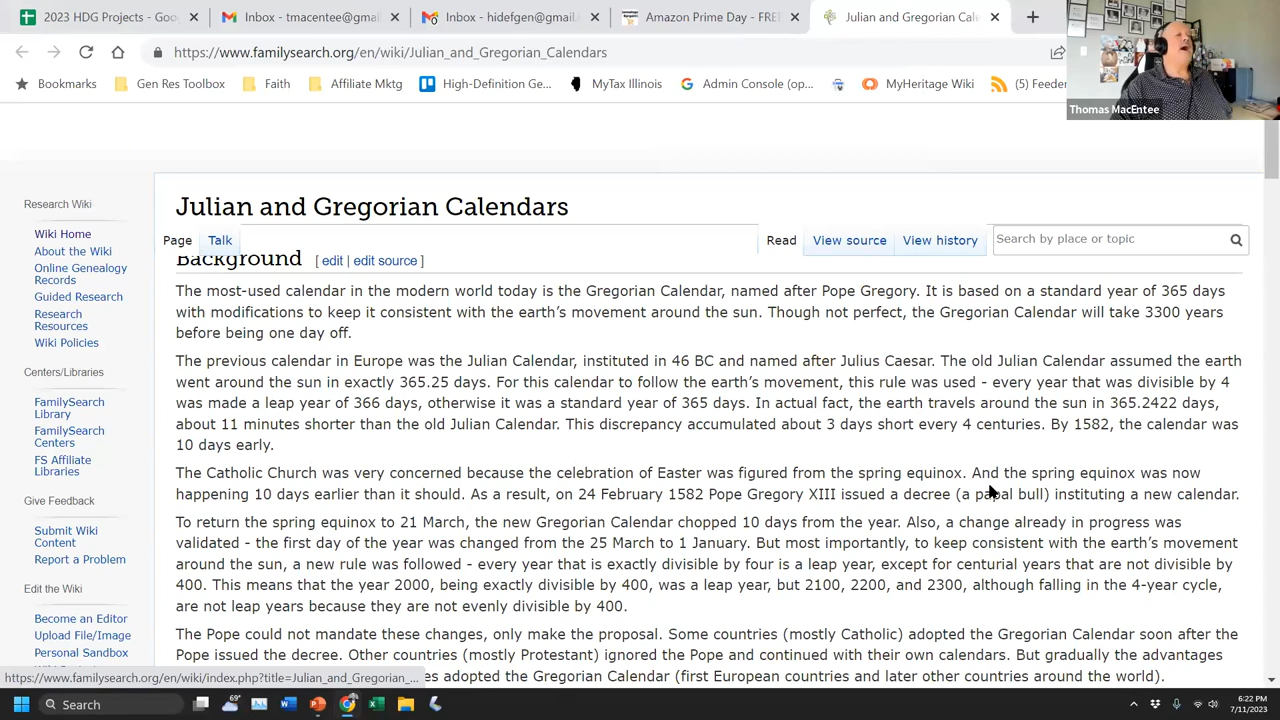 2023 HDG Projects - Goo
Inbox - tmacentee@gmai
Inbox - hidefgen@gmail.
Amazon Prime Day - FREE
Julian and Gregorian Cale
https://www.familysearch.org/en/wiki/Julian_and_Gregorian_Calendars
Bookmarks
Gen Res Toolbox
Faith
Affiliate Mktg
High-Definition Ge...
MyTax Illinois
Admin Console (op...
MyHeritage Wiki
(5) Feeder
Thomas MacEntee
Research Wiki
Wiki Home
About the Wiki
Online Genealogy
Records
Guided Research
Research
Resources
Wiki Policies
Centers/Libraries
FamilySearch
Library
FamilySearch
Centers
FS Affiliate
Libraries
Give Feedback
Submit Wiki
Content
Report a Problem
Edit the Wiki
Become an Editor
Upload File/Image
Personal Sandbox
Julian and Gregorian Calendars
Page Talk Read View source View history Search by place or topic
Background [ edit | edit source ]
The most-used calendar in the modern world today is the Gregorian Calendar, named after Pope Gregory. It is based on a standard year of 365 days
with modifications to keep it consistent with the earth's movement around the sun. Though not perfect, the Gregorian Calendar will take 3300 years
before being one day off.
The previous calendar in Europe was the Julian Calendar, instituted in 46 BC and named after Julius Caesar. The old Julian Calendar assumed the earth
went around the sun in exactly 365.25 days. For this calendar to follow the earth's movement, this rule was used - every year that was divisible by 4
was made a leap year of 366 days, otherwise it was a standard year of 365 days. In actual fact, the earth travels around the sun in 365.2422 days,
about 11 minutes shorter than the old Julian Calendar. This discrepancy accumulated about 3 days short every 4 centuries. By 1582, the calendar was
10 days early.
The Catholic Church was very concerned because the celebration of Easter was figured from the spring equinox. And the spring equinox was now
happening 10 days earlier than it should. As a result, on 24 February 1582 Pope Gregory XIII issued a decree (a papal bull) instituting a new calendar.
To return the spring equinox to 21 March, the new Gregorian Calendar chopped 10 days from the year. Also, a change already in progress was
validated - the first day of the year was changed from the 25 March to 1 January. But most importantly, to keep consistent with the earth's movement
around the sun, a new rule was followed - every year that is exactly divisible by four is a leap year, except for centurial years that are not divisible by
400. This means that the year 2000, being exactly divisible by 400, was a leap year, but 2100, 2200, and 2300, although falling in the 4-year cycle,
are not leap years because they are not evenly divisible by 400.
The Pope could not mandate these changes, only make the proposal. Some countries (mostly Catholic) adopted the Gregorian Calendar soon after the
Pope issued the decree. Other countries (mostly Protestant) ignored the Pope and continued with their own calendars. But gradually the advantages
es adopted the Gregorian Calendar (first European countries and later other countries around the world).
https://www.familysearch.org/en/wiki/index.php?title=Julian_and_Gregorian_...
Search
69°
6:22 PM
7/11/2023